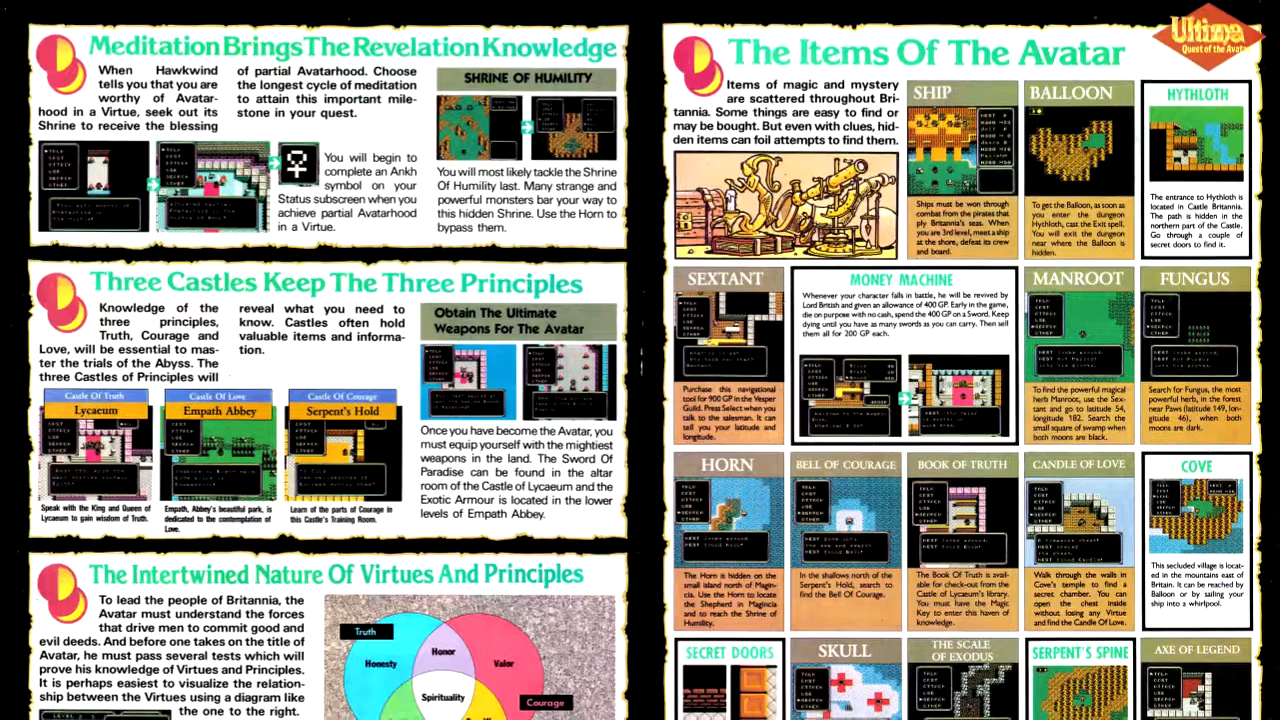 Meditation Brings The Revelation Knowledge
When Hawkwind
tells you that you are
worthy of Avatar-
hood in a Virtue, seek out its
Shrine to receive the blessing
of partial Avatarhood. Choose
the longest cycle of meditation
to attain this important mile-
stone in your quest.
You will begin to
complete an Ankh
symbol on your
Status subscreen when you
achieve partial Avatarhood
in a Virtue.
SHRINE OF HUMILITY
You will most likely tackle the Shrine
Of Humility last. Many strange and
powerful monsters bar your way to
this hidden Shrine. Use the Horn to
bypass them.
Three Castles Keep The Three Principles
Knowledge of the
three principles,
Truth, Courage and
Love, will be essential to mas-
ter the trials of the Abyss. The
three Castles of Principles will
reveal what you need to
know. Castles often hold
valuable items and informa-
tion.
Castle Of Truth
Lycaeum
Speak with the King and Queen of
Lycaeum to gain wisdom of Truth.
Castle Of Love
Empath Abbey
Empath, Abbey's beautiful park, is
dedicated to the contemplation of
Love.
Castle Of Courage
Serpent's Hold
Learn of the parts of Courage in
this Castle's Training Room.
Obtain The Ultimate
Weapons For The Avatar
Once you have become the Avatar, you
must equip yourself with the mightiest
weapons in the land. The Sword Of
Paradise can be found in the altar
room of the Castle of Lycaeum and the
Exotic Armour is located in the lower
levels of Empath Abbey.
The Intertwined Nature Of Virtues And Principles
To lead the people of Britannia, the
Avatar must understand the forces
that drive men to commit good and
evil deeds. And before one takes on the title of
Avatar, he must pass several tests which will
prove his knowledge of Virtues and Principles.
It is perhaps easiest to visualize the relation-
ship between the Virtues using a diagram like
the one to the right.
Truth
Honesty
Honor
Valor
Spirituality
Courage
The Items Of The Avatar
Ultima
Quest of the Avatar
Items of magic and mystery
are scattered throughout Bri-
tannia. Some things are easy to find or
may be bought. But even with clues, hid-
den items can foil attempts to find them.
SHIP
Ships must be won through
combat from the pirates that
ply Britannia's seas. When
you are 3rd level, meet a ship
at the shore, defeat its crew
and board.
BALLOON
To get the Balloon, as soon as
you enter the dungeon
Hythloth, cast the Exit spell.
You will exit the dungeon
near where the Balloon is
hidden.
HYTHLOTH
The entrance to Hythloth is
located in Castle Britannia.
The path is hidden in the
northern part of the Castle.
Go through a couple of
secret doors to find it.
SEXTANT
Purchase this navigational
tool for 900 GP in the Vesper
Guild. Press Select when you
talk to the salesman. It can
tell you your latitude and
longitude.
MONEY MACHINE
Whenever your character falls in battle, he will be revived by
Lord British and given an allowance of 400 GP. Early in the game,
die on purpose with no cash, spend the 400 GP on a Sword. Keep
dying until you have as many swords as you can carry. Then sell
them all for 200 GP each.
MANROOT
To find the powerful magical
herb Manroot, use the Sex-
tant and go to latitude 54,
longitude 182. Search the
small square of swamp when
both moons are black.
FUNGUS
Search for Fungus, the most
powerful herb, in the forest
near Paws (latitude 149, lon-
gitude 46), when both
moons are dark.
HORN
The Horn is hidden on the
small island north of Magin-
cia. Use the Horn to locate
the Shepherd in Magincia
and to reach the Shrine of
Humility.
BELL OF COURAGE
In the shallows north of the
Serpent's Hold, search to
find the Bell Of Courage.
BOOK OF TRUTH
The Book Of Truth is avai-
lable for check-out from the
Castle of Lycaeum's library.
You must have the Magic
Key to enter this haven of
knowledge.
CANDLE OF LOVE
Walk through the walls in
Cove's temple to find a
secret chamber. You can
open the chest inside
without losing any Virtue
and find the Candle Of Love.
COVE
This secluded village is locat-
ed in the mountains east of
Britain. It can be reached by
Balloon or by sailing your
ship into a whirlpool.
SECRET DOORS
SKULL
THE SCALE
OF EXODUS
SERPENT'S SPINE
AXE OF LEGEND